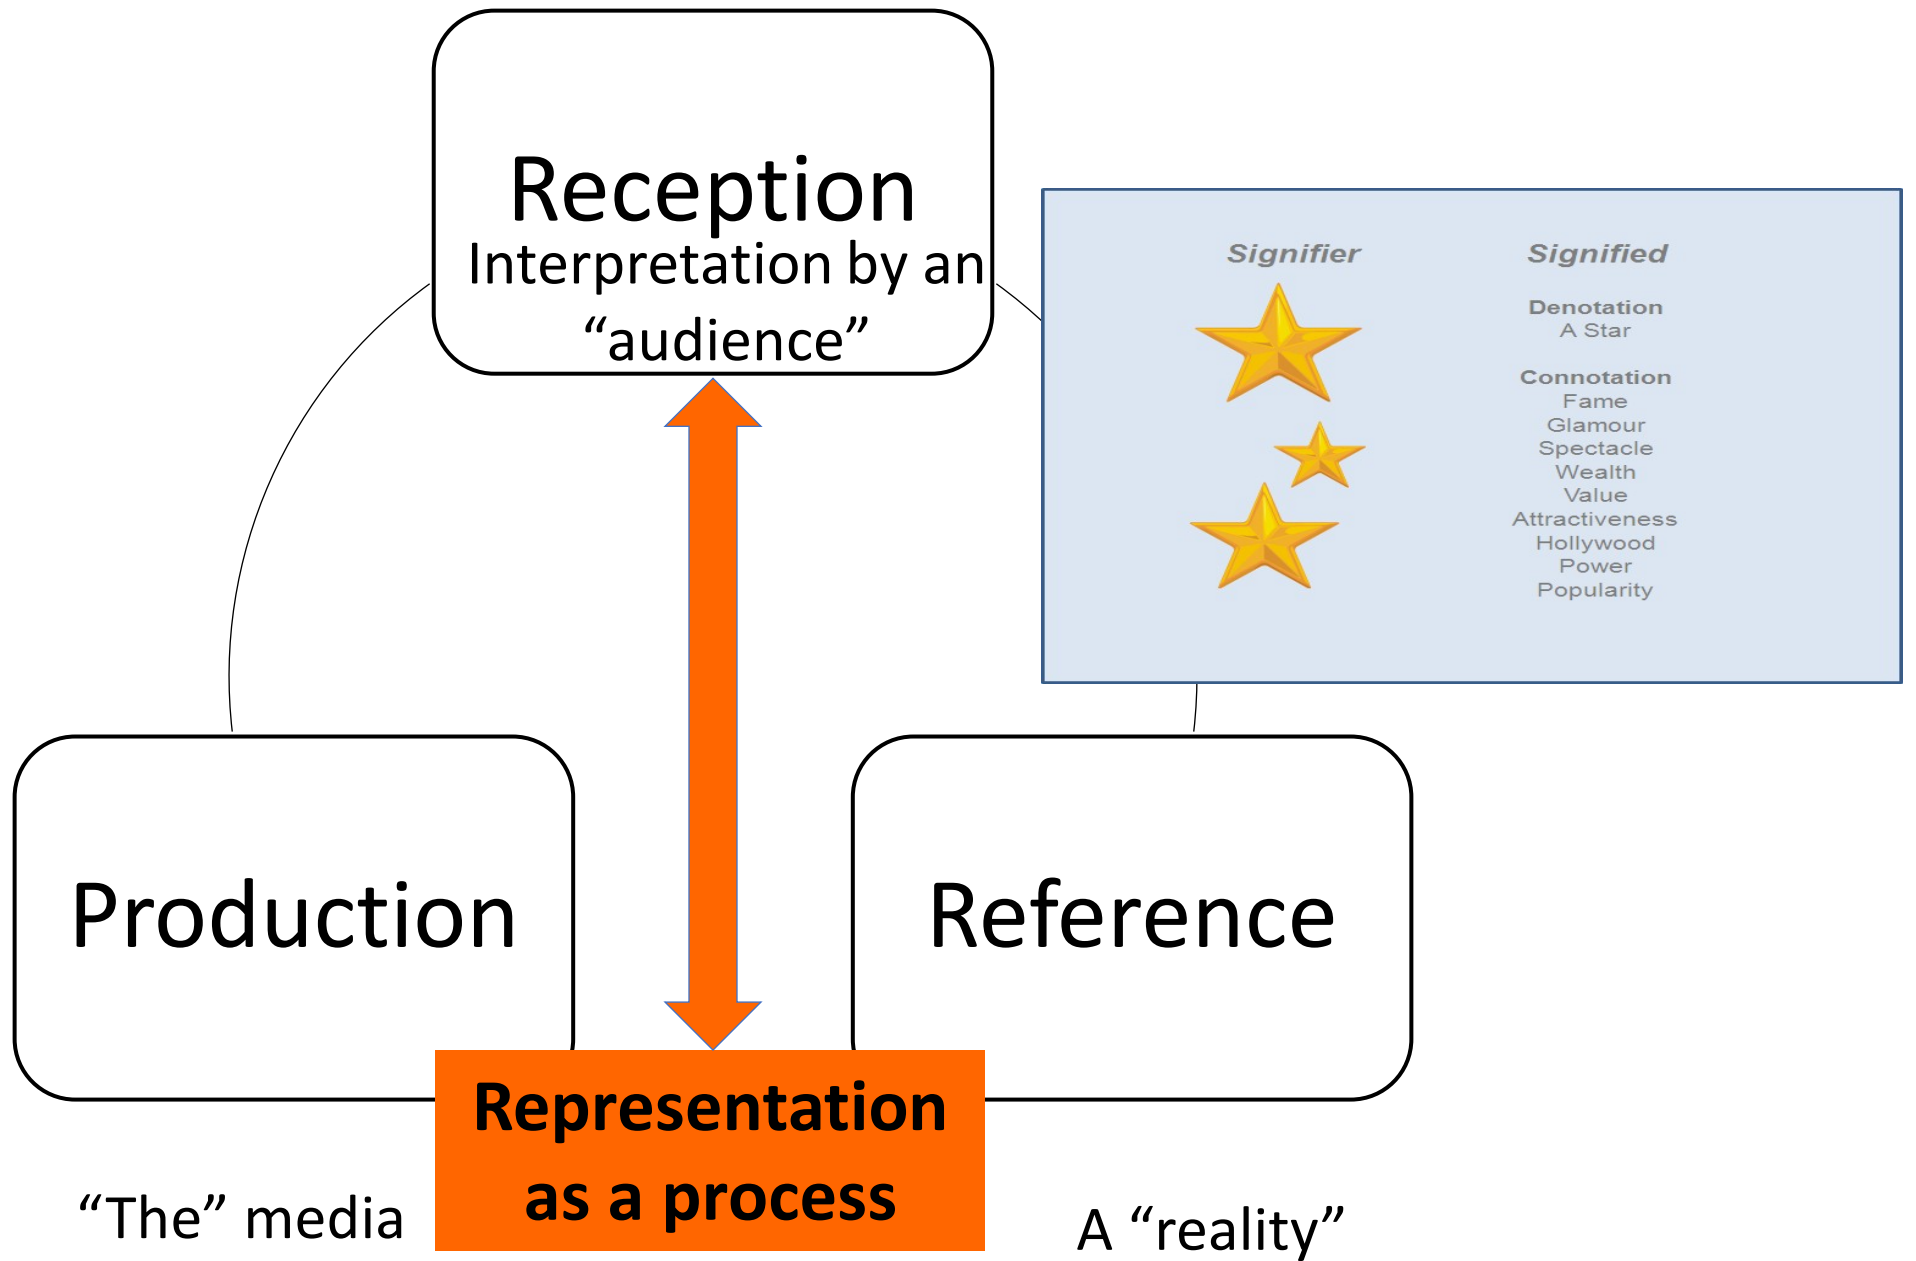 Reception
Interpretation by an
“audience”
Signifier
Signified
Denotation
A Star
Connotation
Fame
Glamour
Spectacle
Wealth
Value
Attractiveness
Hollywood
Power
Popularity
Production
Reference
Representation
as a process
“The” media
A “reality”